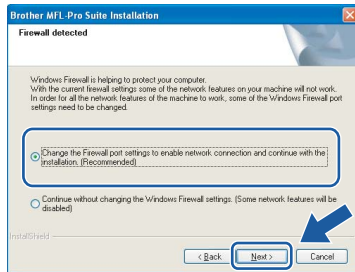 Brother MFL-Pro Suite Installation
Firewall detected
Windows Firewall is helping to protect your computer.
With the current firewall settings some of the network features on your machine will not work.
In order for all the network features of the machine to work, some of the Windows Firewall port
settings need to be changed.
Change the Firewall port settings to enable network connection and continue with the
installation. (Recommended)
Continue without changing the Windows Firewall settings. (Some network features will be
disabled)
InstallShield
< Back
Next >
Cancel